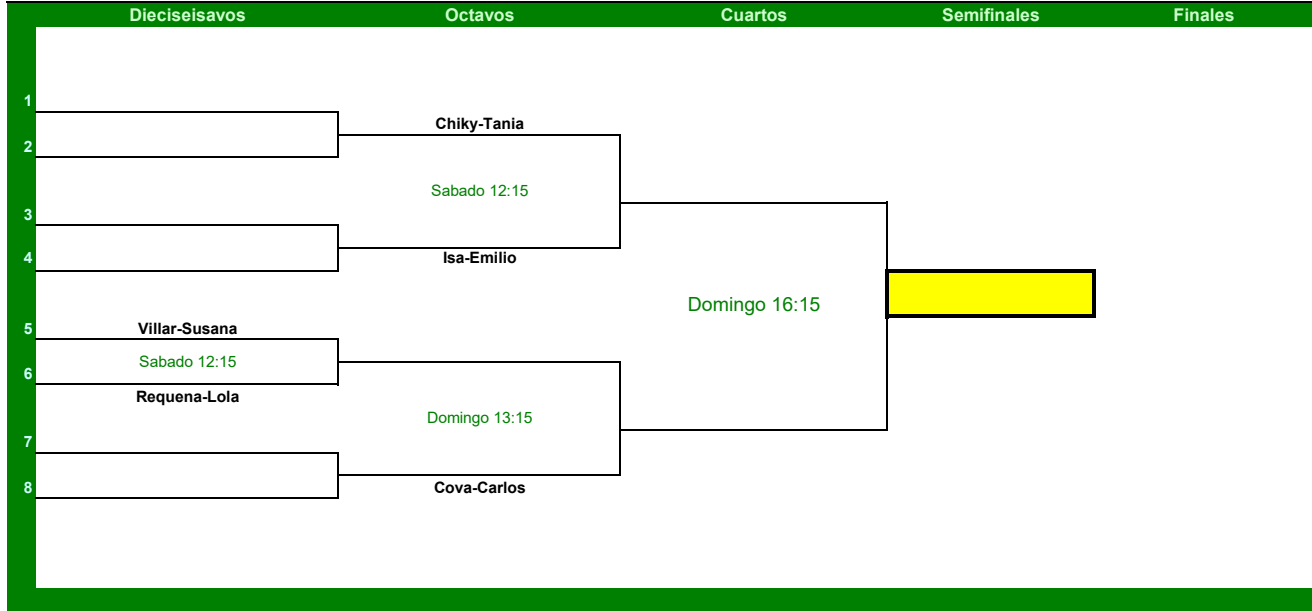 Dieciseisavos Octavos Cuartos Semifinales Finales
1
Chiky-Tania
2
Sabado 12:15
3
Isa-Emilio
4
Domingo 16:15
5 Villar-Susana
Sabado 12:15
6
Requena-Lola
Domingo 13:15
7
8 Cova-Carlos